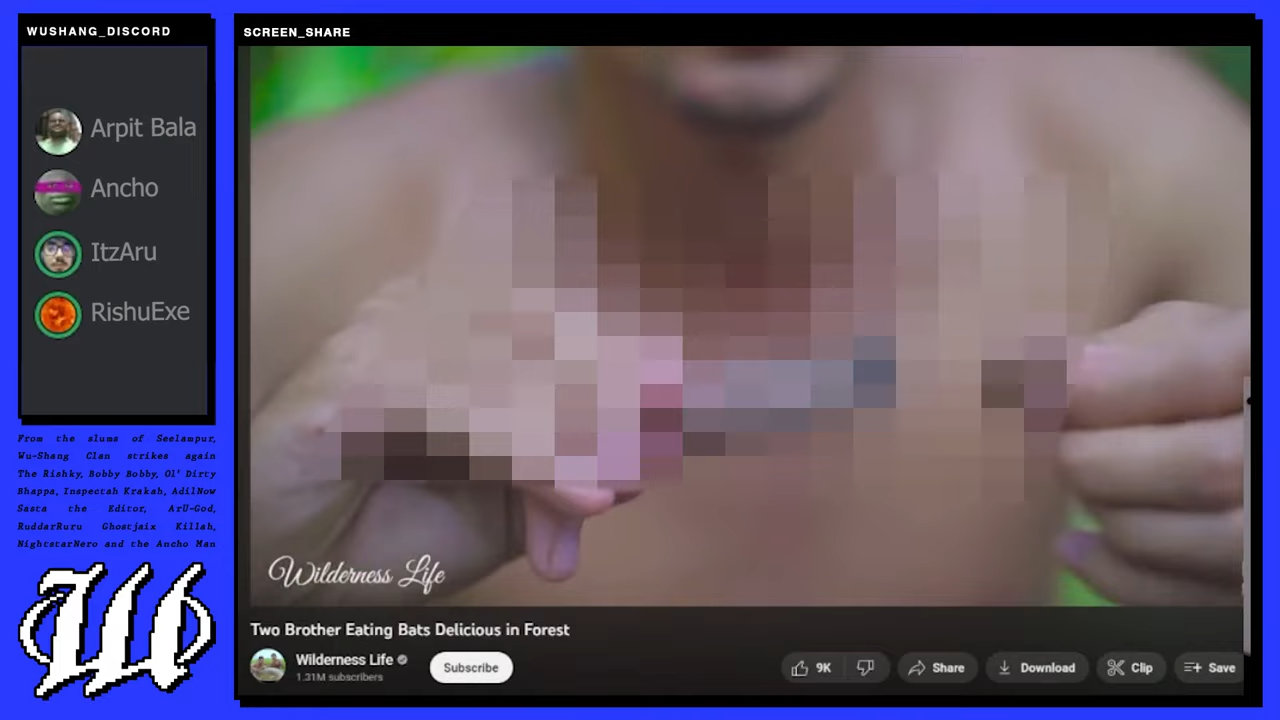 WUSHANG_DISCORD
Arpit Bala
Ancho
ItzAru
RishuExe
From the slums of Seelampur,
Wu-Shang Clan strikes again
The Rishky, Bobby Bobby, Ol' Dirty
Bhappa, Inspectah Krakah, AdilNow
Sasta the Editor, ArU-God,
RuddarRuru Ghostjaix Killah,
NightstarNero and the Ancho Man
W
SCREEN_SHARE
Wilderness Life
Two Brother Eating Bats Delicious in Forest
Wilderness Life
1.31M subscribers
Subscribe
9K
Share
Download
Clip
Save